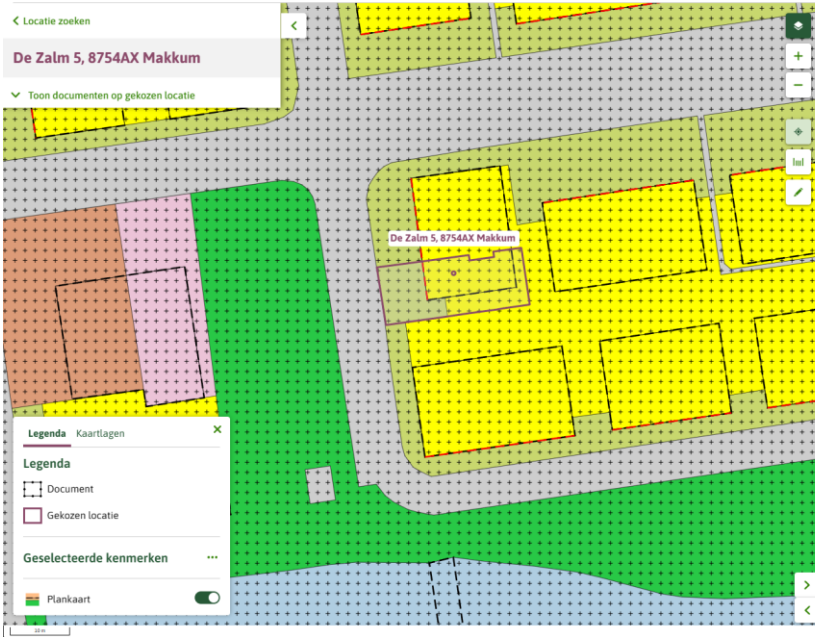 Locatie zoeken
De Zalm 5, 8754AX Makkum
Toon documenten op gekozen locatie
De Zalm 5, 8754AX Makkum
Legenda Kaartlagen
Legenda
Document
Gekozen locatie
Geselecteerde kenmerken
Plankaart
10 m